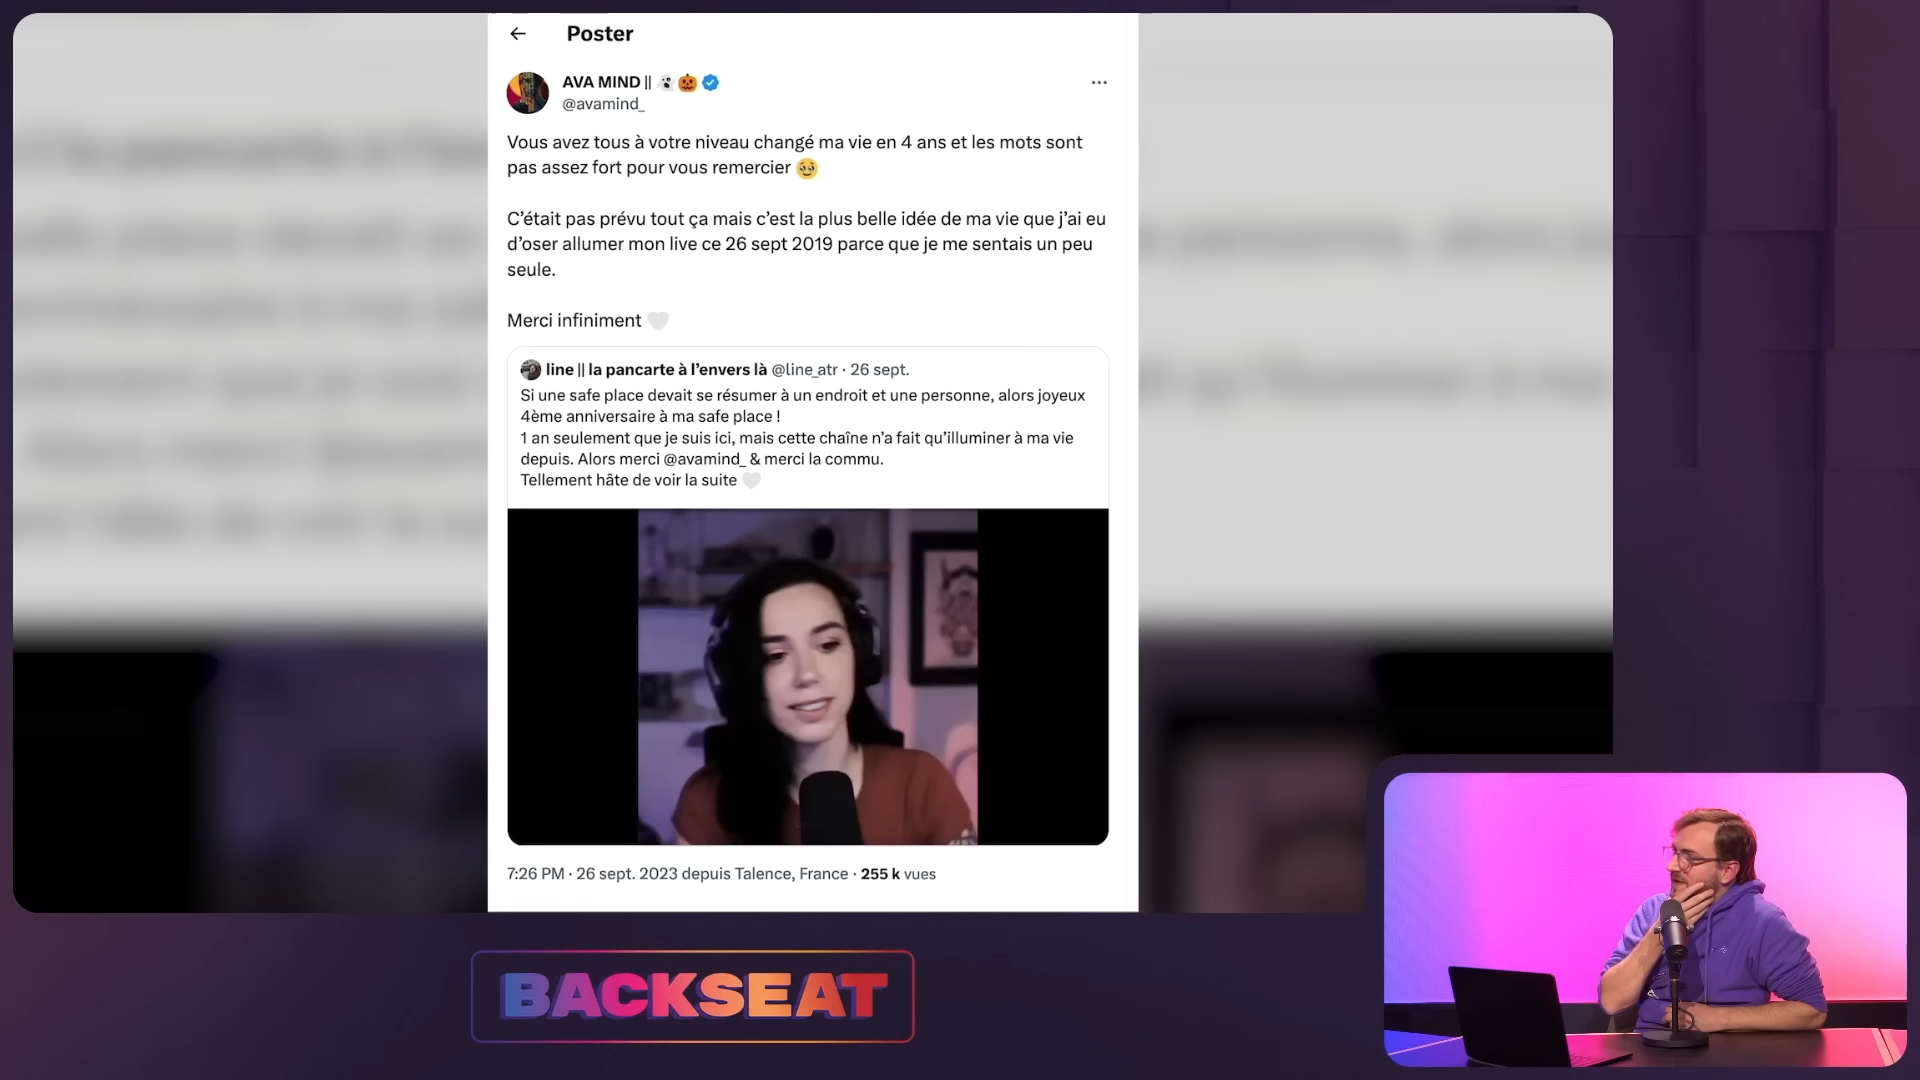 Poster
AVA MIND ||
@avamind_
Vous avez tous à votre niveau changé ma vie en 4 ans et les mots sont
pas assez fort pour vous remercier 🥹
C’était pas prévu tout ça mais c’est la plus belle idée de ma vie que j’ai eu
d’oser allumer mon live ce 26 sept 2019 parce que je me sentais un peu
seule.
Merci infiniment 🤍
line || la pancarte à l’envers là @line_atr · 26 sept.
Si une safe place devait se résumer à un endroit et une personne, alors joyeux
4ème anniversaire à ma safe place !
1 an seulement que je suis ici, mais cette chaîne n’a fait qu’illuminer à ma vie
depuis. Alors merci @avamind_ & merci la commu.
Tellement hâte de voir la suite 🤍
7:26 PM · 26 sept. 2023 depuis Talence, France · 255 k vues
BACKSEAT